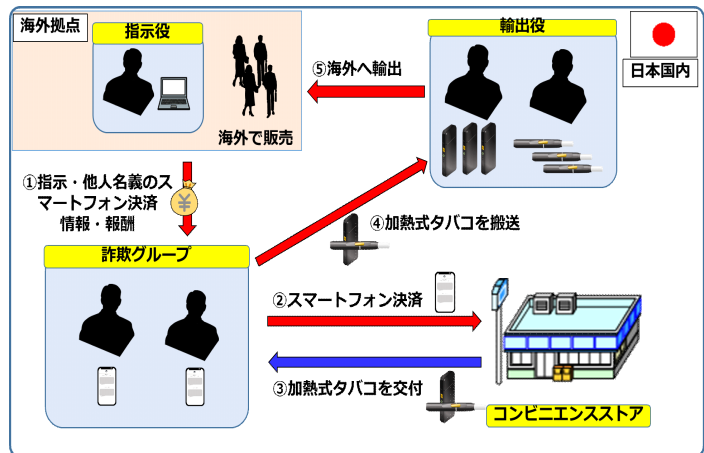 海外拠点
指示役
海外で販売
⑤海外へ輸出
輸出役
日本国内
①指示・他人名義のス
マートフォン決済
情報・報酬
¥
④加熱式タバコを搬送
詐欺グループ
②スマートフォン決済
③加熱式タバコを交付
コンビニエンスストア